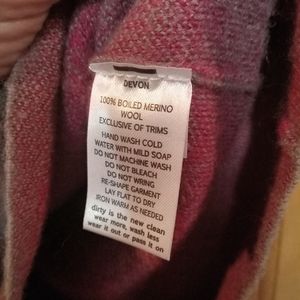 DEVON
100% BOILED MERINO
WOOL
EXCLUSIVE OF TRIMS
HAND WASH COLD
WATER WITH MILD SOAP
DO NOT MACHINE WASH
DO NOT BLEACH
DO NOT WRING
RE-SHAPE GARMENT
LAY FLAT TO DRY
IRON WARM AS NEEDED
dirty is the new clean
wear more, wash less
wear it out or pass it on